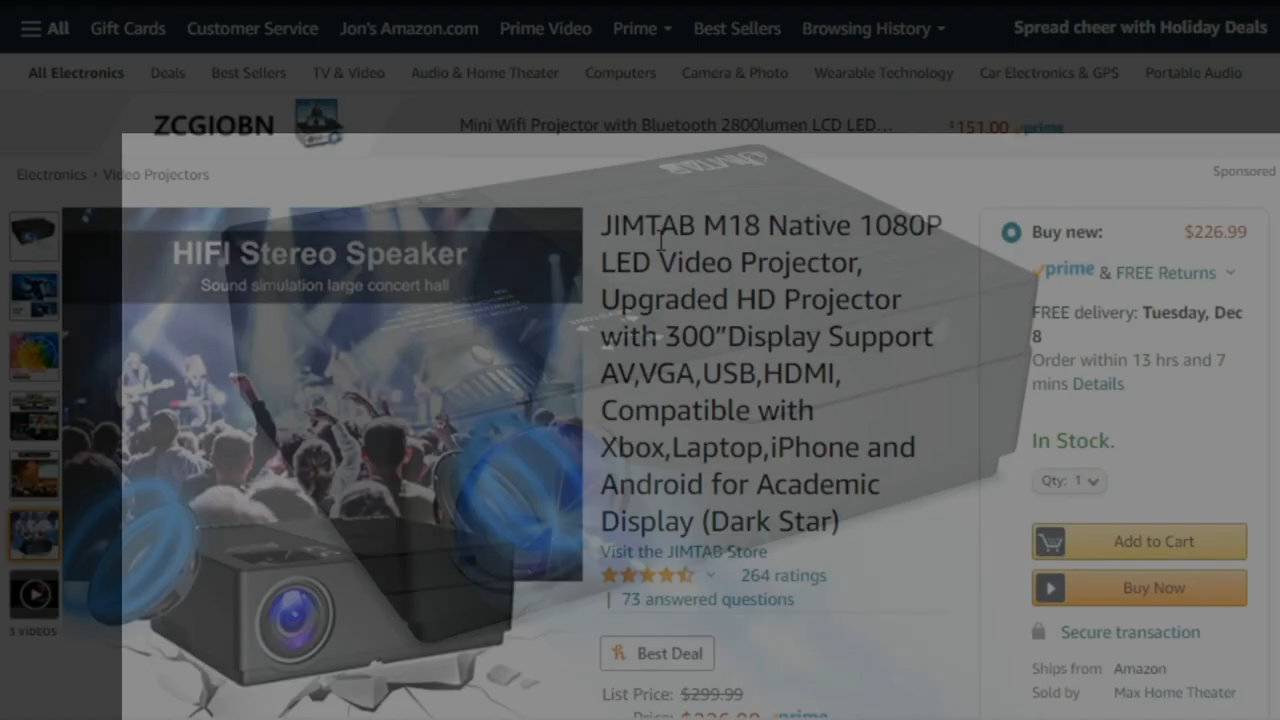 All Gift Cards Customer Service Jon's Amazon.com Prime Video Prime Best Sellers Browsing History Spread cheer with Holiday Deals
All Electronics Deals Best Sellers TV & Video Audio & Home Theater Computers Camera & Photo Wearable Technology Car Electronics & GPS Portable Audio
ZCGIOBN Mini Wifi Projector with Bluetooth 2800lumen LCD LED... $151.00 prime
Sponsored
Electronics › Video Projectors
HIFI Stereo Speaker
Sound simulation large concert hall
3 VIDEOS
JIMTAB
JIMTAB M18 Native 1080P
LED Video Projector,
Upgraded HD Projector
with 300"Display Support
AV,VGA,USB,HDMI,
Compatible with
Xbox,Laptop,iPhone and
Android for Academic
Display (Dark Star)
Visit the JIMTAB Store
264 ratings
| 73 answered questions
Best Deal
List Price: $299.99
Price: $226.99 prime
Buy new: $226.99
prime & FREE Returns
FREE delivery: Tuesday, Dec
8
Order within 13 hrs and 7
mins Details
In Stock.
Qty: 1
Add to Cart
Buy Now
Secure transaction
Ships from Amazon
Sold by Max Home Theater